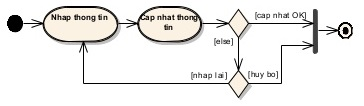 Nhap thong tin
Cap nhat thong
tin
[cap nhat OK]
[else]
[nhap lai]
[huy bo]